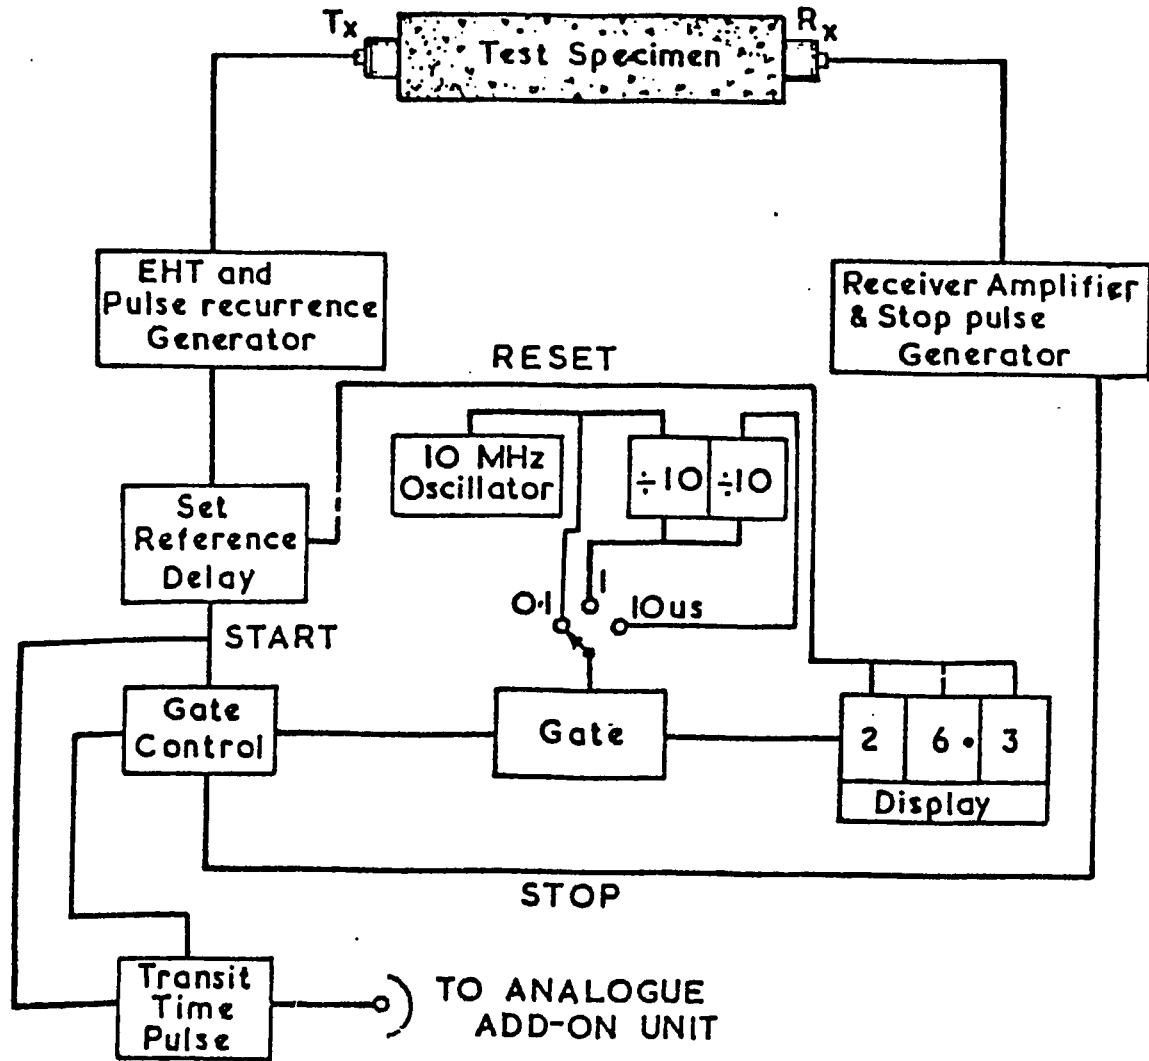 Tx
Rx
Test Specimen
EHT and
Pulse recurrence
Generator
Receiver Amplifier
& Stop pulse
Generator
RESET
10 MHz
Oscillator
÷10 ÷10
Set
Reference
Delay
0·1
1
10us
START
Gate
Control
Gate
2 6· 3
Display
STOP
Transit
Time
Pulse
TO ANALOGUE
ADD-ON UNIT